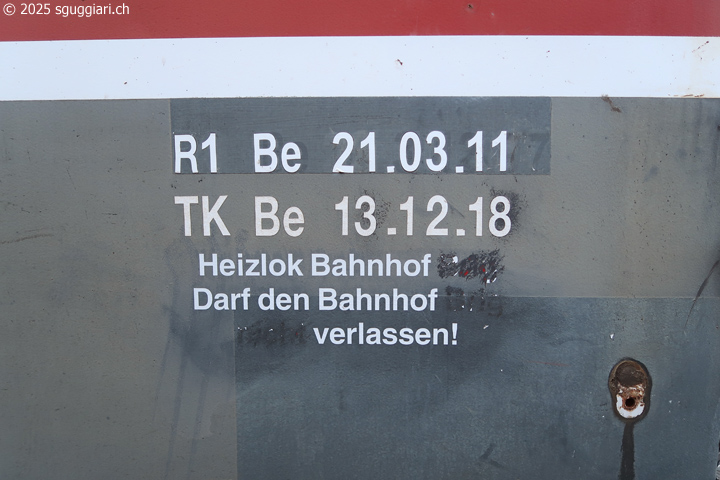 © 2025 sguggiari.ch
R1 Be 21.03.11
TK Be 13.12.18
Heizlok Bahnhof
Darf den Bahnhof Brig
verlassen!